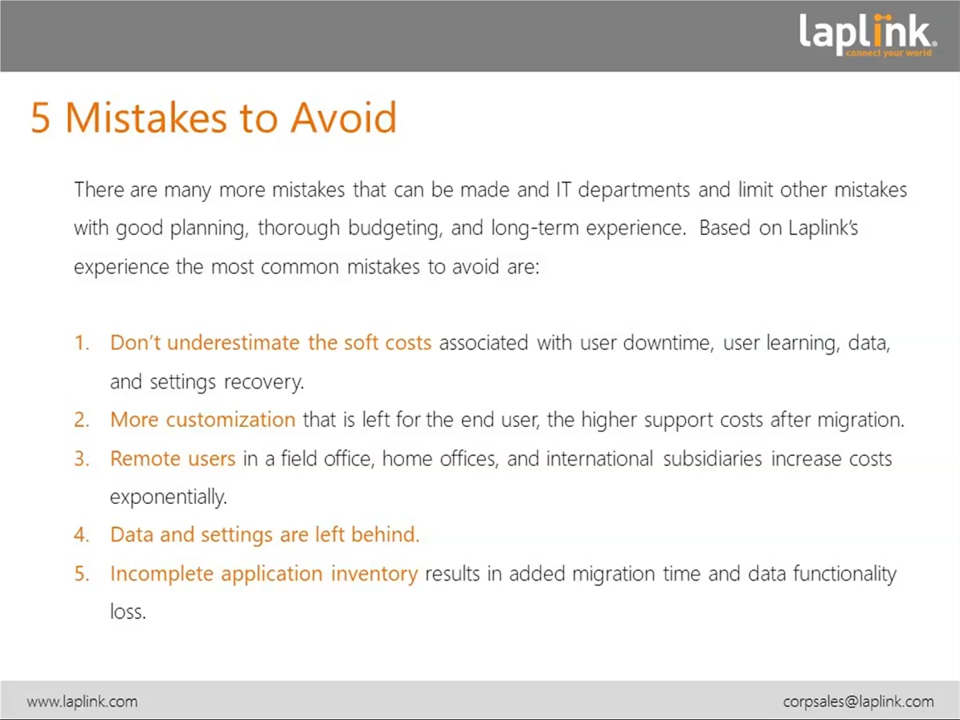 laplink.
connect your world.
5 Mistakes to Avoid
There are many more mistakes that can be made and IT departments and limit other mistakes
with good planning, thorough budgeting, and long-term experience. Based on Laplink's
experience the most common mistakes to avoid are:
1. Don't underestimate the soft costs associated with user downtime, user learning, data,
and settings recovery.
2. More customization that is left for the end user, the higher support costs after migration.
3. Remote users in a field office, home offices, and international subsidiaries increase costs
exponentially.
4. Data and settings are left behind.
5. Incomplete application inventory results in added migration time and data functionality
loss.
www.laplink.com corpsales@laplink.com